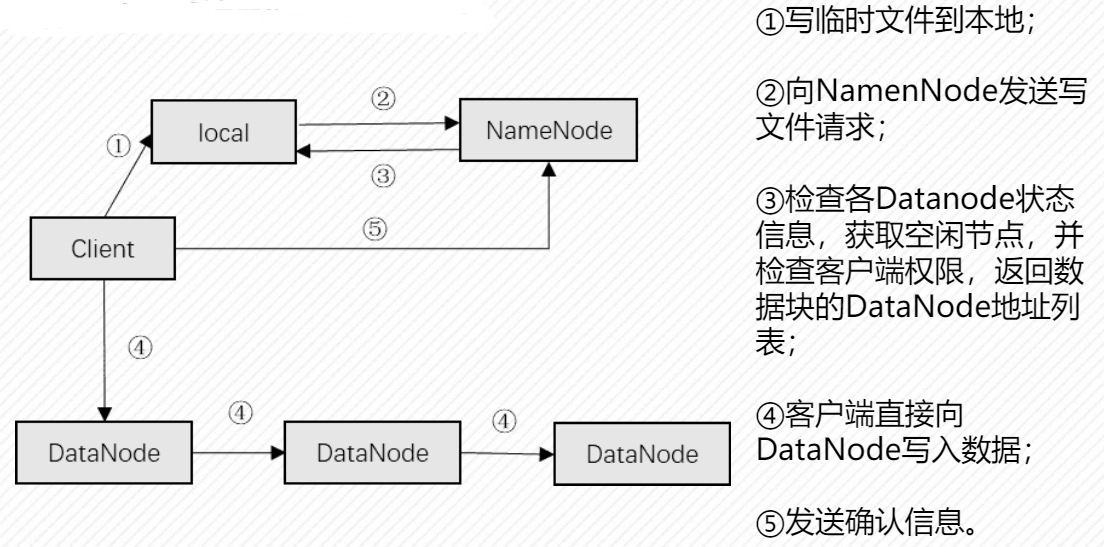 ①写临时文件到本地；
②向NamenNode发送写
文件请求；
③检查各Datanode状态
信息，获取空闲节点，并
检查客户端权限，返回数
据块的DataNode地址列
表；
④客户端直接向
DataNode写入数据；
⑤发送确认信息。
②
local
NameNode
①
③
⑤
Client
④
④
④
DataNode
DataNode
DataNode